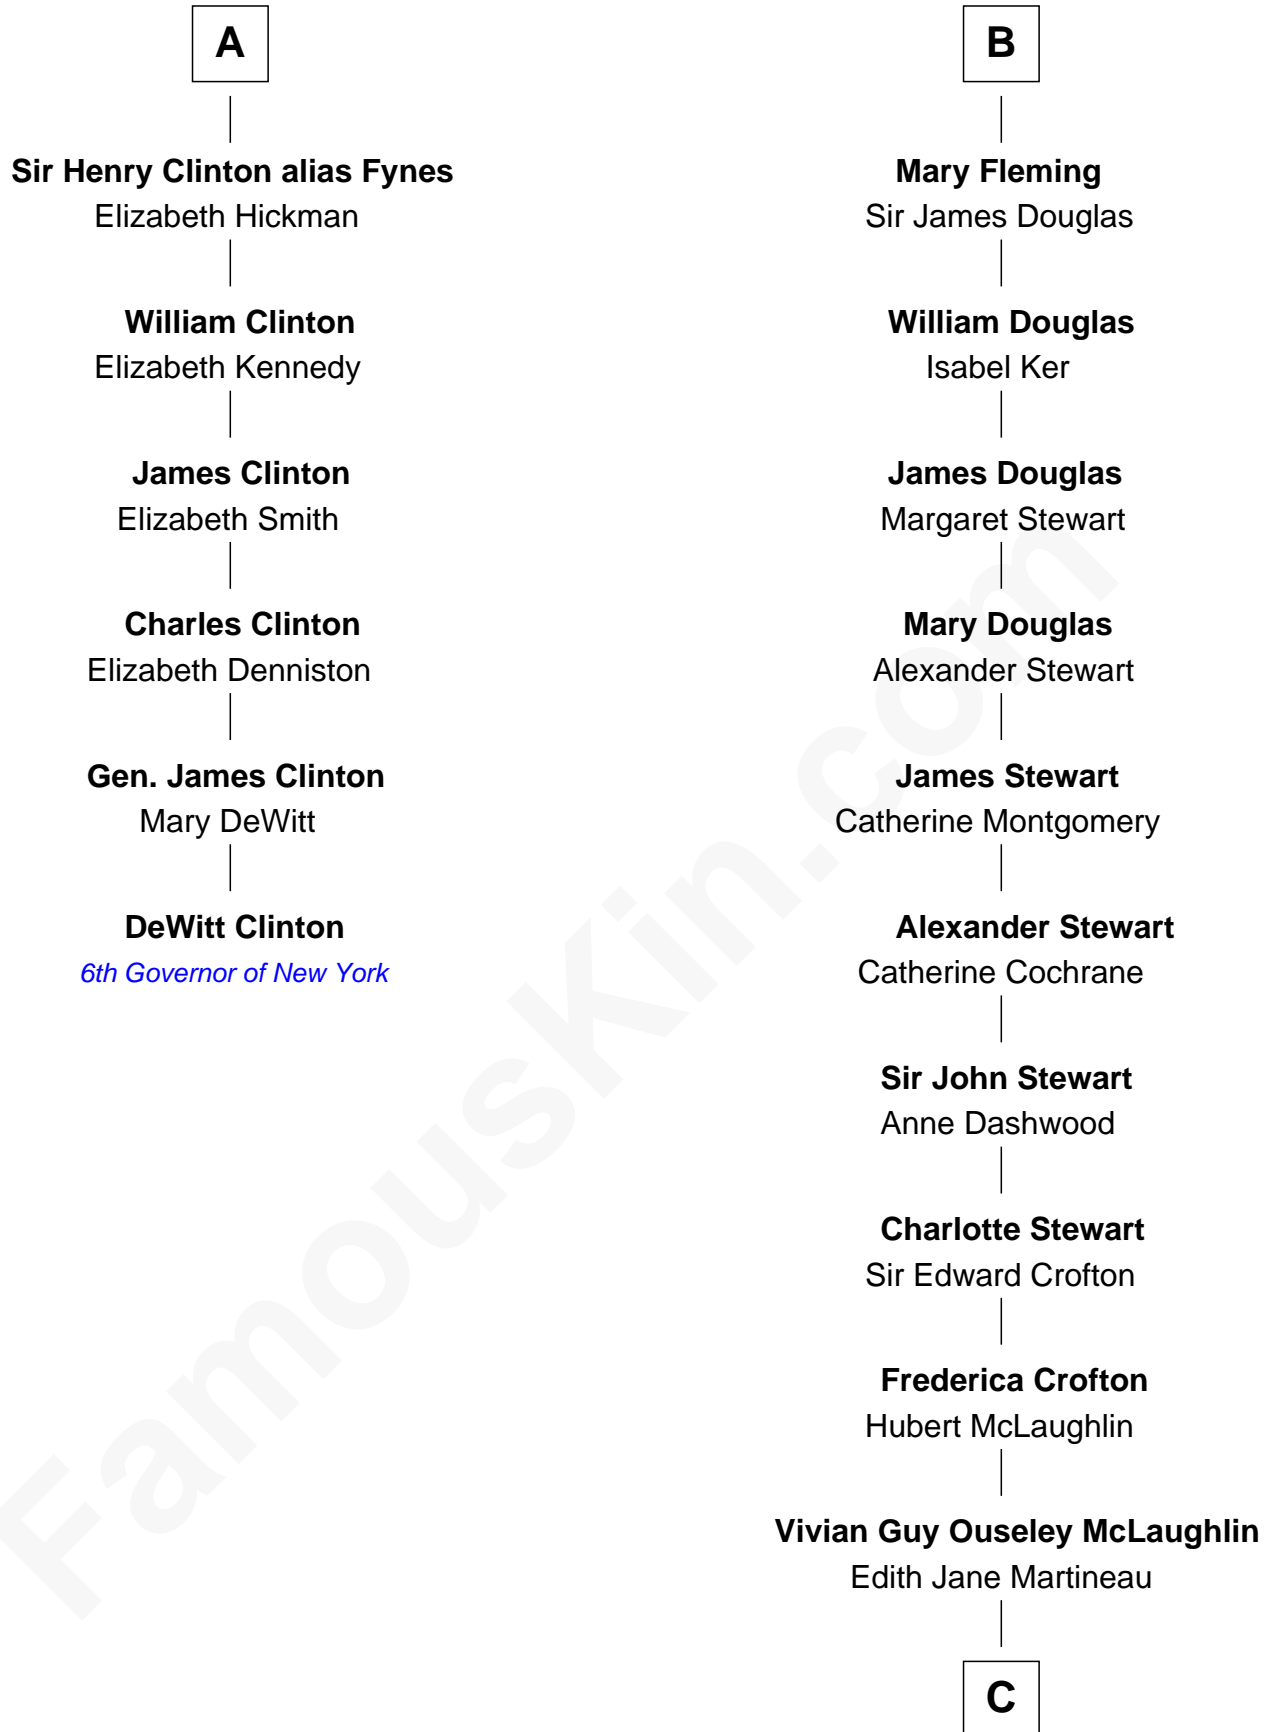 A
Sir Henry Clinton alias Fynes
Elizabeth Hickman
William Clinton
Elizabeth Kennedy
James Clinton
Elizabeth Smith
Charles Clinton
Elizabeth Denniston
Gen. James Clinton
Mary DeWitt
DeWitt Clinton
6th Governor of New York
B
Mary Fleming
Sir James Douglas
William Douglas
Isabel Ker
James Douglas
Margaret Stewart
Mary Douglas
Alexander Stewart
James Stewart
Catherine Montgomery
Alexander Stewart
Catherine Cochrane
Sir John Stewart
Anne Dashwood
Charlotte Stewart
Sir Edward Crofton
Frederica Crofton
Hubert McLaughlin
Vivian Guy Ouseley McLaughlin
Edith Jane Martineau
C
FamousKin.com